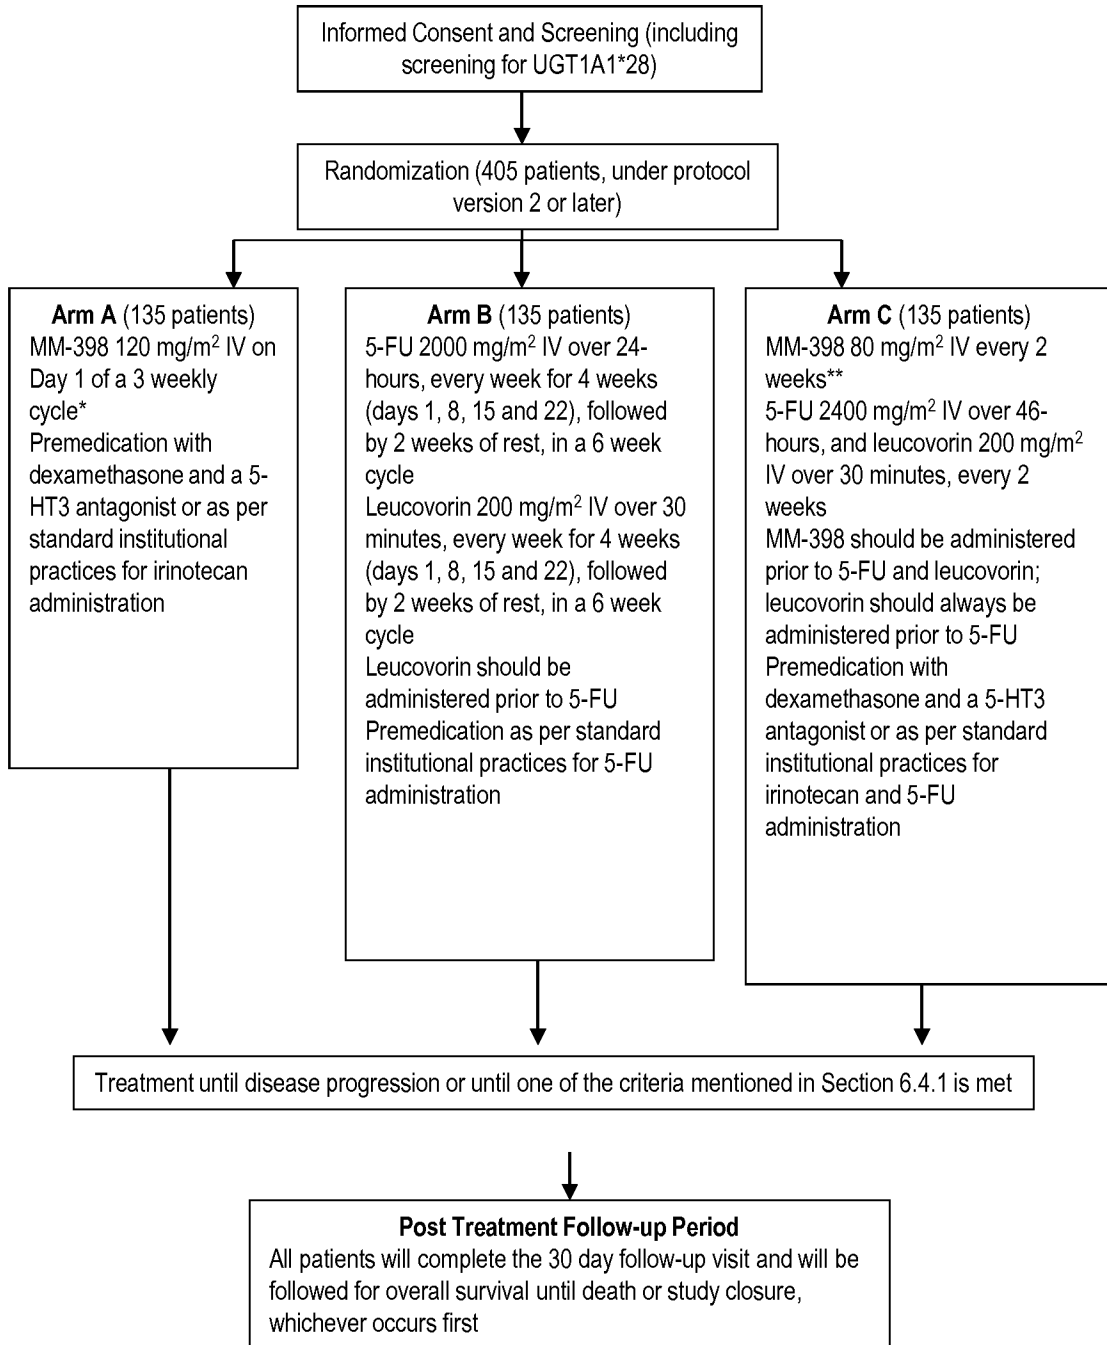 Informed Consent and Screening (including
screening for UGT1A1*28)
Randomization (405 patients, under protocol
version 2 or later)
Arm A (135 patients)
MM-398 120 mg/m² IV on
Day 1 of a 3 weekly
cycle*
Premedication with
dexamethasone and a 5-
HT3 antagonist or as per
standard institutional
practices for irinotecan
administration
Arm B (135 patients)
5-FU 2000 mg/m² IV over 24-
hours, every week for 4 weeks
(days 1, 8, 15 and 22), followed
by 2 weeks of rest, in a 6 week
cycle
Leucovorin 200 mg/m² IV over 30
minutes, every week for 4 weeks
(days 1, 8, 15 and 22), followed
by 2 weeks of rest, in a 6 week
cycle
Leucovorin should be
administered prior to 5-FU
Premedication as per standard
institutional practices for 5-FU
administration
Arm C (135 patients)
MM-398 80 mg/m² IV every 2
weeks**
5-FU 2400 mg/m² IV over 46-
hours, and leucovorin 200 mg/m²
IV over 30 minutes, every 2
weeks
MM-398 should be administered
prior to 5-FU and leucovorin;
leucovorin should always be
administered prior to 5-FU
Premedication with
dexamethasone and a 5-HT3
antagonist or as per standard
institutional practices for
irinotecan and 5-FU
administration
Treatment until disease progression or until one of the criteria mentioned in Section 6.4.1 is met
Post Treatment Follow-up Period
All patients will complete the 30 day follow-up visit and will be
followed for overall survival until death or study closure,
whichever occurs first